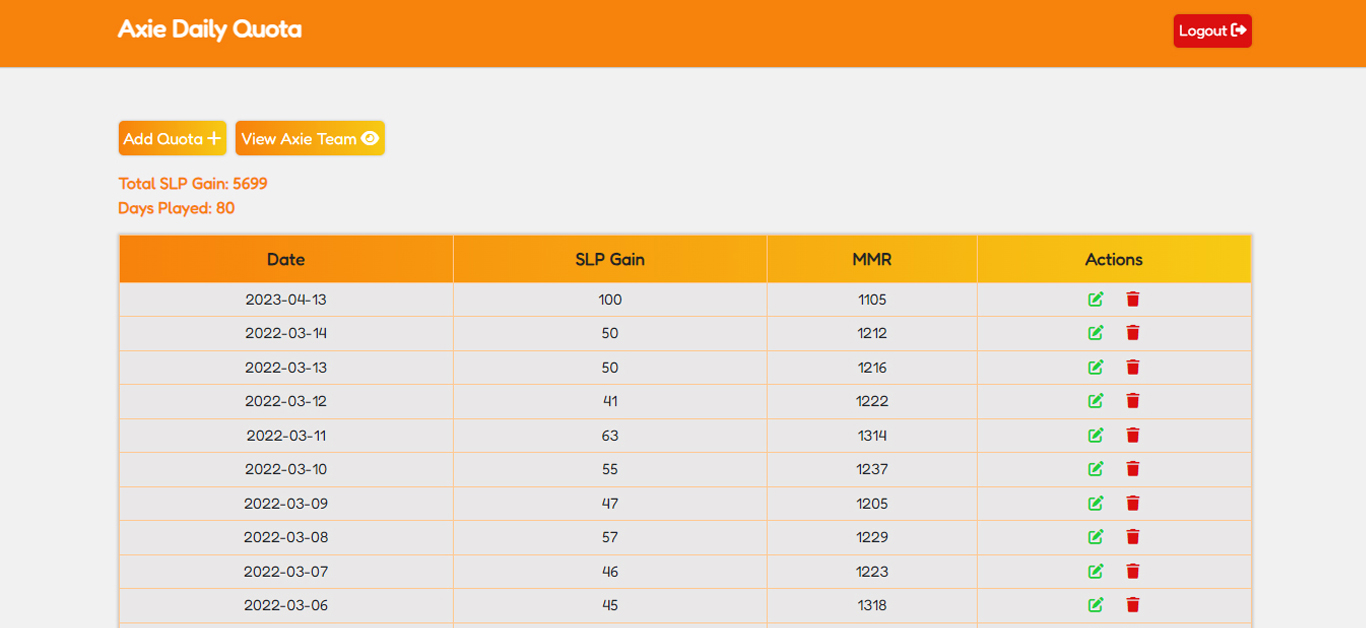 Axie Daily Quota
Logout
Add Quota
View Axie Team
Total SLP Gain: 5699
Days Played: 80
Date SLP Gain MMR Actions
2023-04-13 100 1105
2022-03-14 50 1212
2022-03-13 50 1216
2022-03-12 41 1222
2022-03-11 63 1314
2022-03-10 55 1237
2022-03-09 47 1205
2022-03-08 57 1229
2022-03-07 46 1223
2022-03-06 45 1318